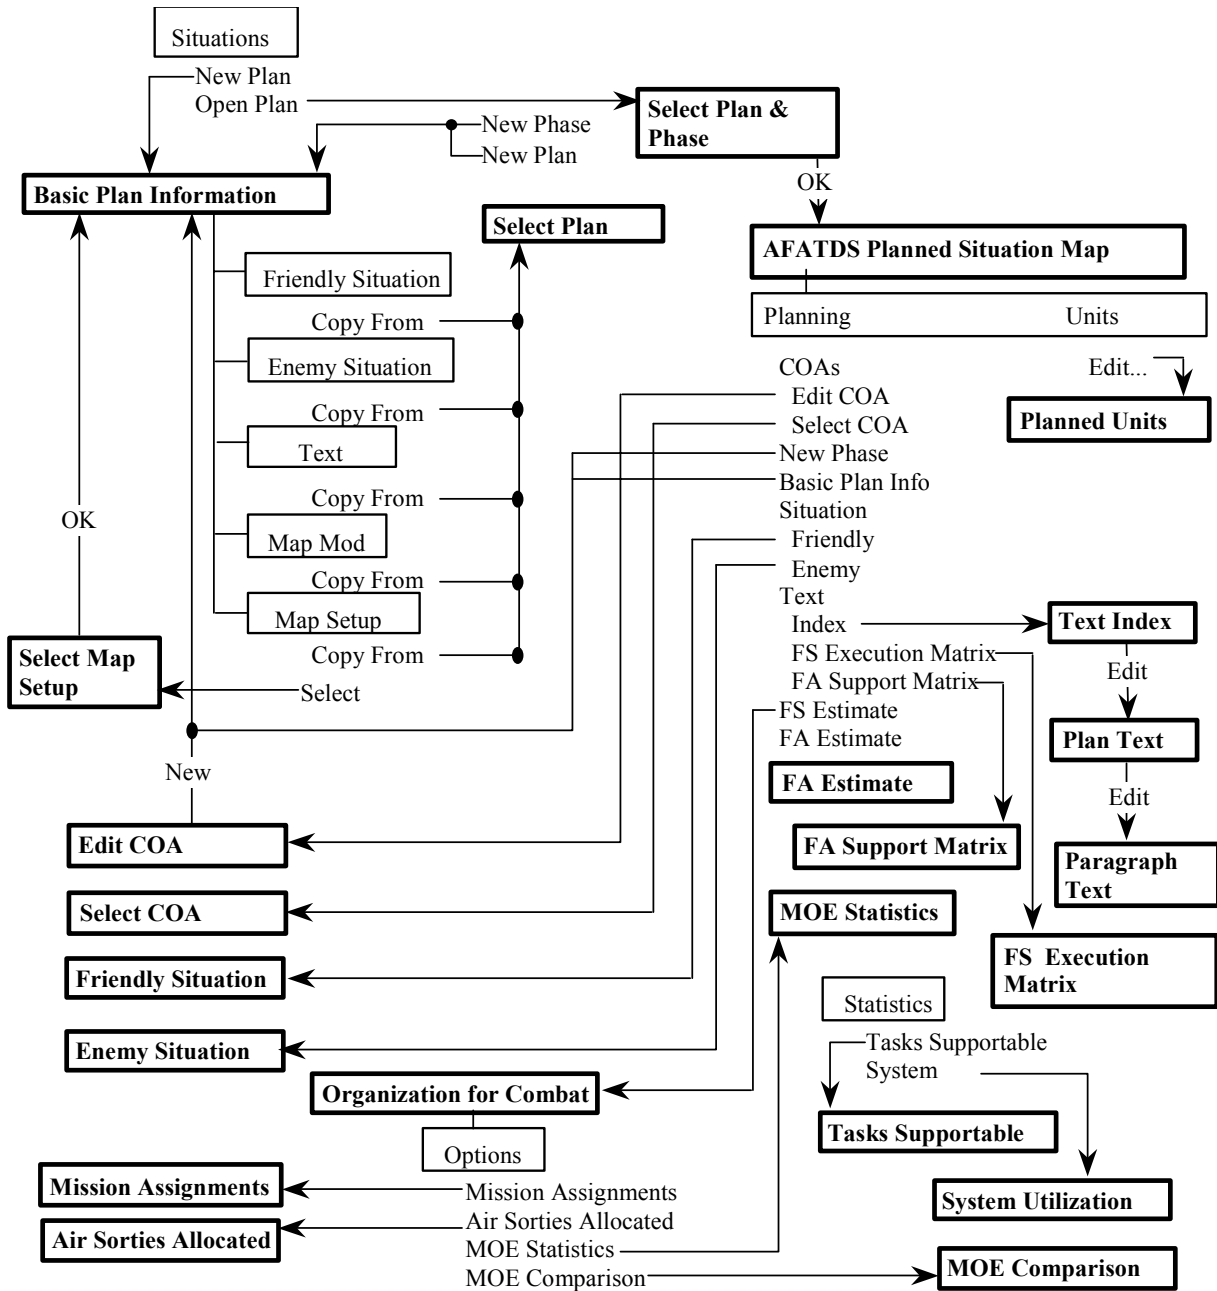 Situations
New Plan
Open Plan
New Phase
New Plan
Select Plan &
Phase
OK
Basic Plan Information
Select Plan
AFATDS Planned Situation Map
Friendly Situation
Copy From
Enemy Situation
Copy From
Text
Copy From
Map Mod
Copy From
Map Setup
Copy From
OK
Select Map
Setup
Select
New
Planning
Units
COAs
Edit COA
Select COA
New Phase
Basic Plan Info
Situation
Friendly
Enemy
Text
Index
FS Execution Matrix
FA Support Matrix
FS Estimate
FA Estimate
Edit...
Planned Units
Text Index
Edit
Plan Text
Edit
Paragraph
Text
FA Estimate
FA Support Matrix
MOE Statistics
FS Execution
Matrix
Edit COA
Select COA
Friendly Situation
Enemy Situation
Organization for Combat
Options
Mission Assignments
Air Sorties Allocated
Mission Assignments
Air Sorties Allocated
MOE Statistics
MOE Comparison
Statistics
Tasks Supportable
System
Tasks Supportable
System Utilization
MOE Comparison